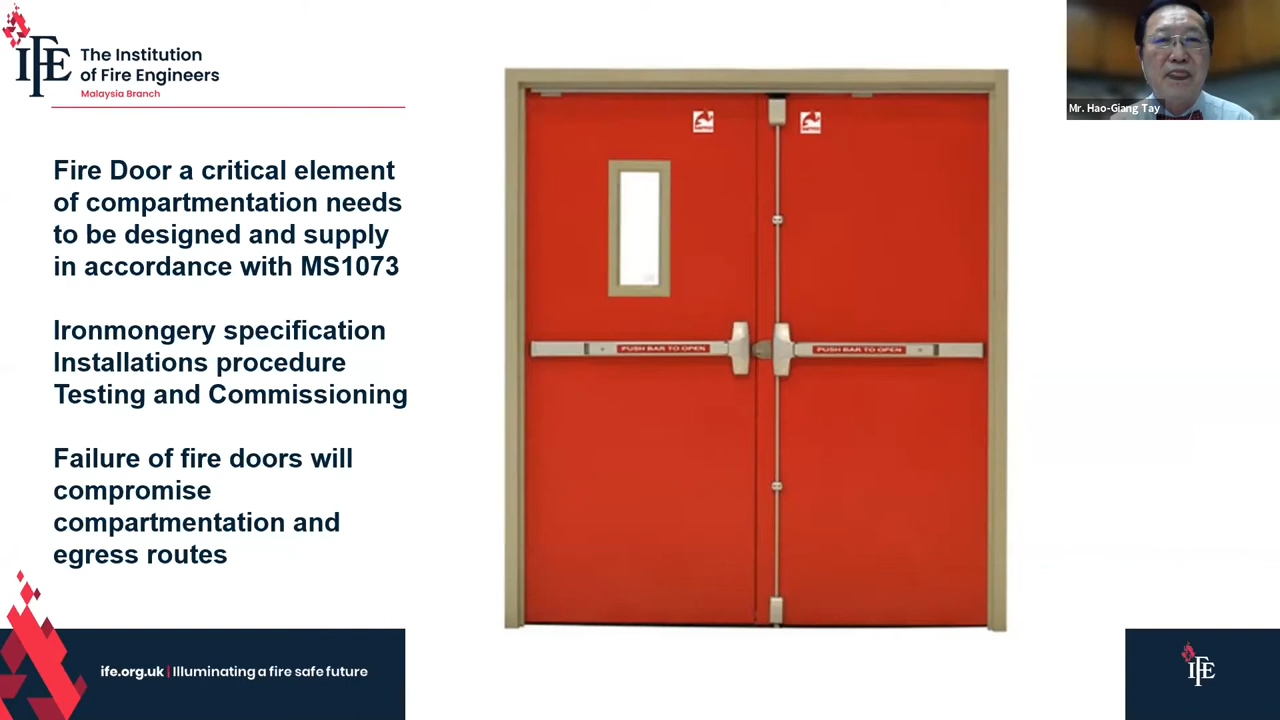 IFE
The Institution
of Fire Engineers
Malaysia Branch
Mr. Hao-Giang Tay
Fire Door a critical element
of compartmentation needs
to be designed and supply
in accordance with MS1073
Ironmongery specification
Installations procedure
Testing and Commissioning
Failure of fire doors will
compromise
compartmentation and
egress routes
PUSH BAR TO OPEN
PUSH BAR TO OPEN
ife.org.uk | Illuminating a fire safe future
IFE